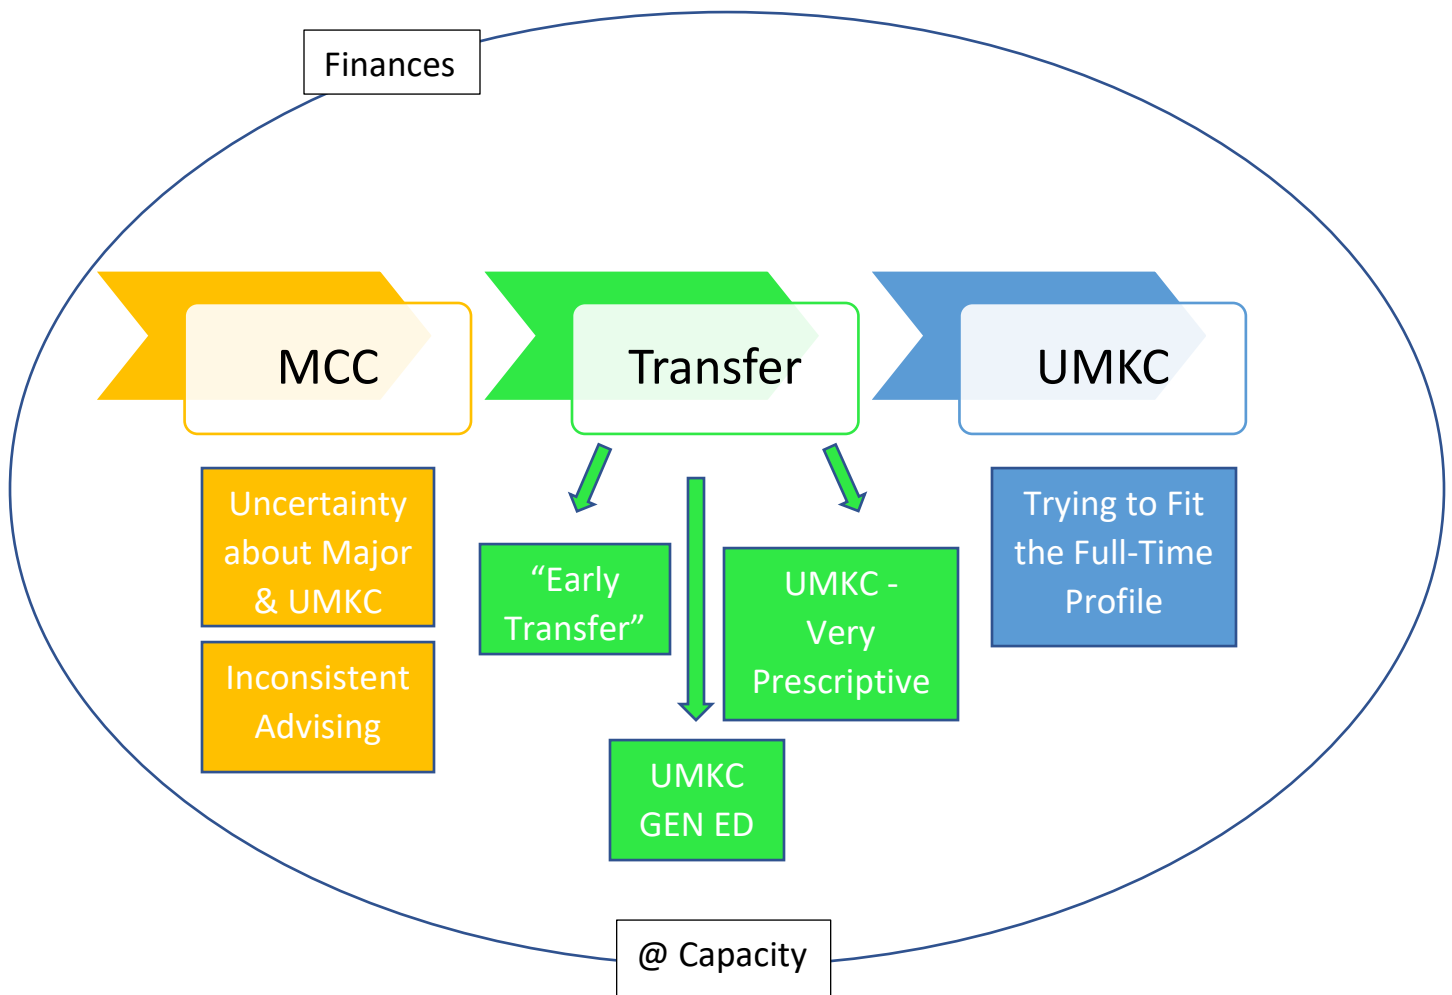 Finances
MCC
Transfer
UMKC
Uncertainty
about Major
& UMKC
Inconsistent
Advising
“Early
Transfer”
UMKC
GEN ED
UMKC -
Very
Prescriptive
Trying to Fit
the Full-Time
Profile
@ Capacity